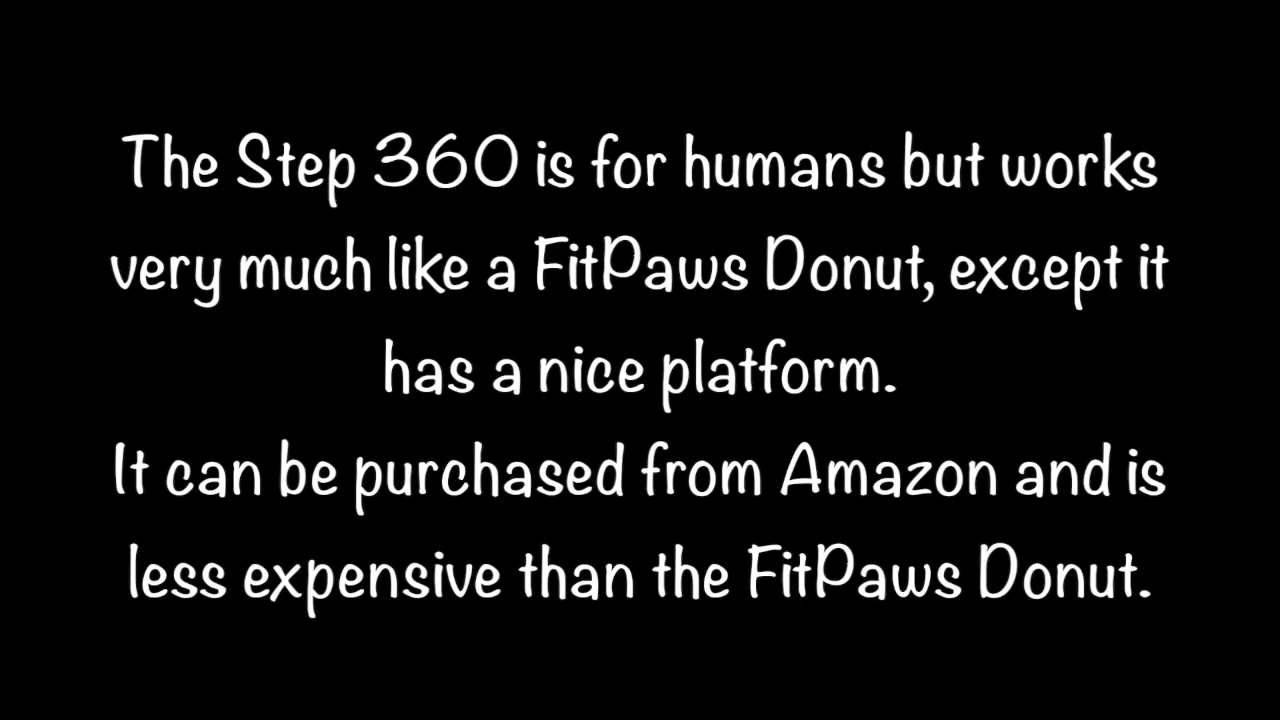 The Step 360 is for humans but works
very much like a FitPaws Donut, except it
has a nice platform.
It can be purchased from Amazon and is
less expensive than the FitPaws Donut.